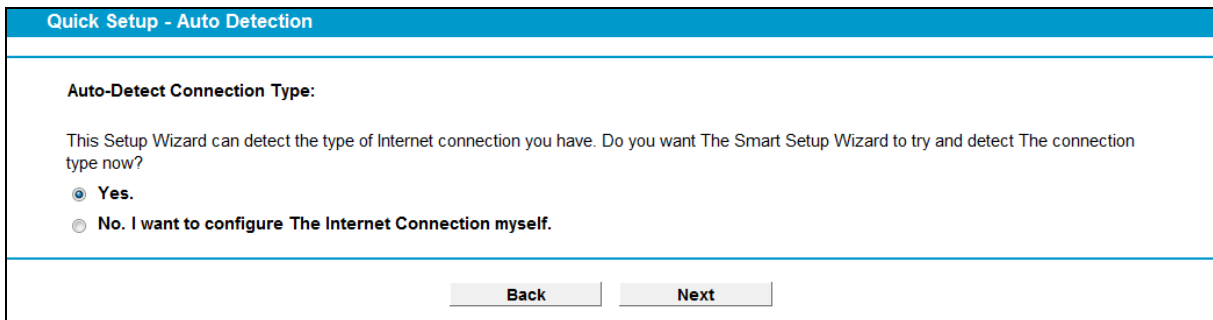 Quick Setup - Auto Detection
Auto-Detect Connection Type:
This Setup Wizard can detect the type of Internet connection you have. Do you want The Smart Setup Wizard to try and detect The connection
type now?
Yes.
No. I want to configure The Internet Connection myself.
Back Next